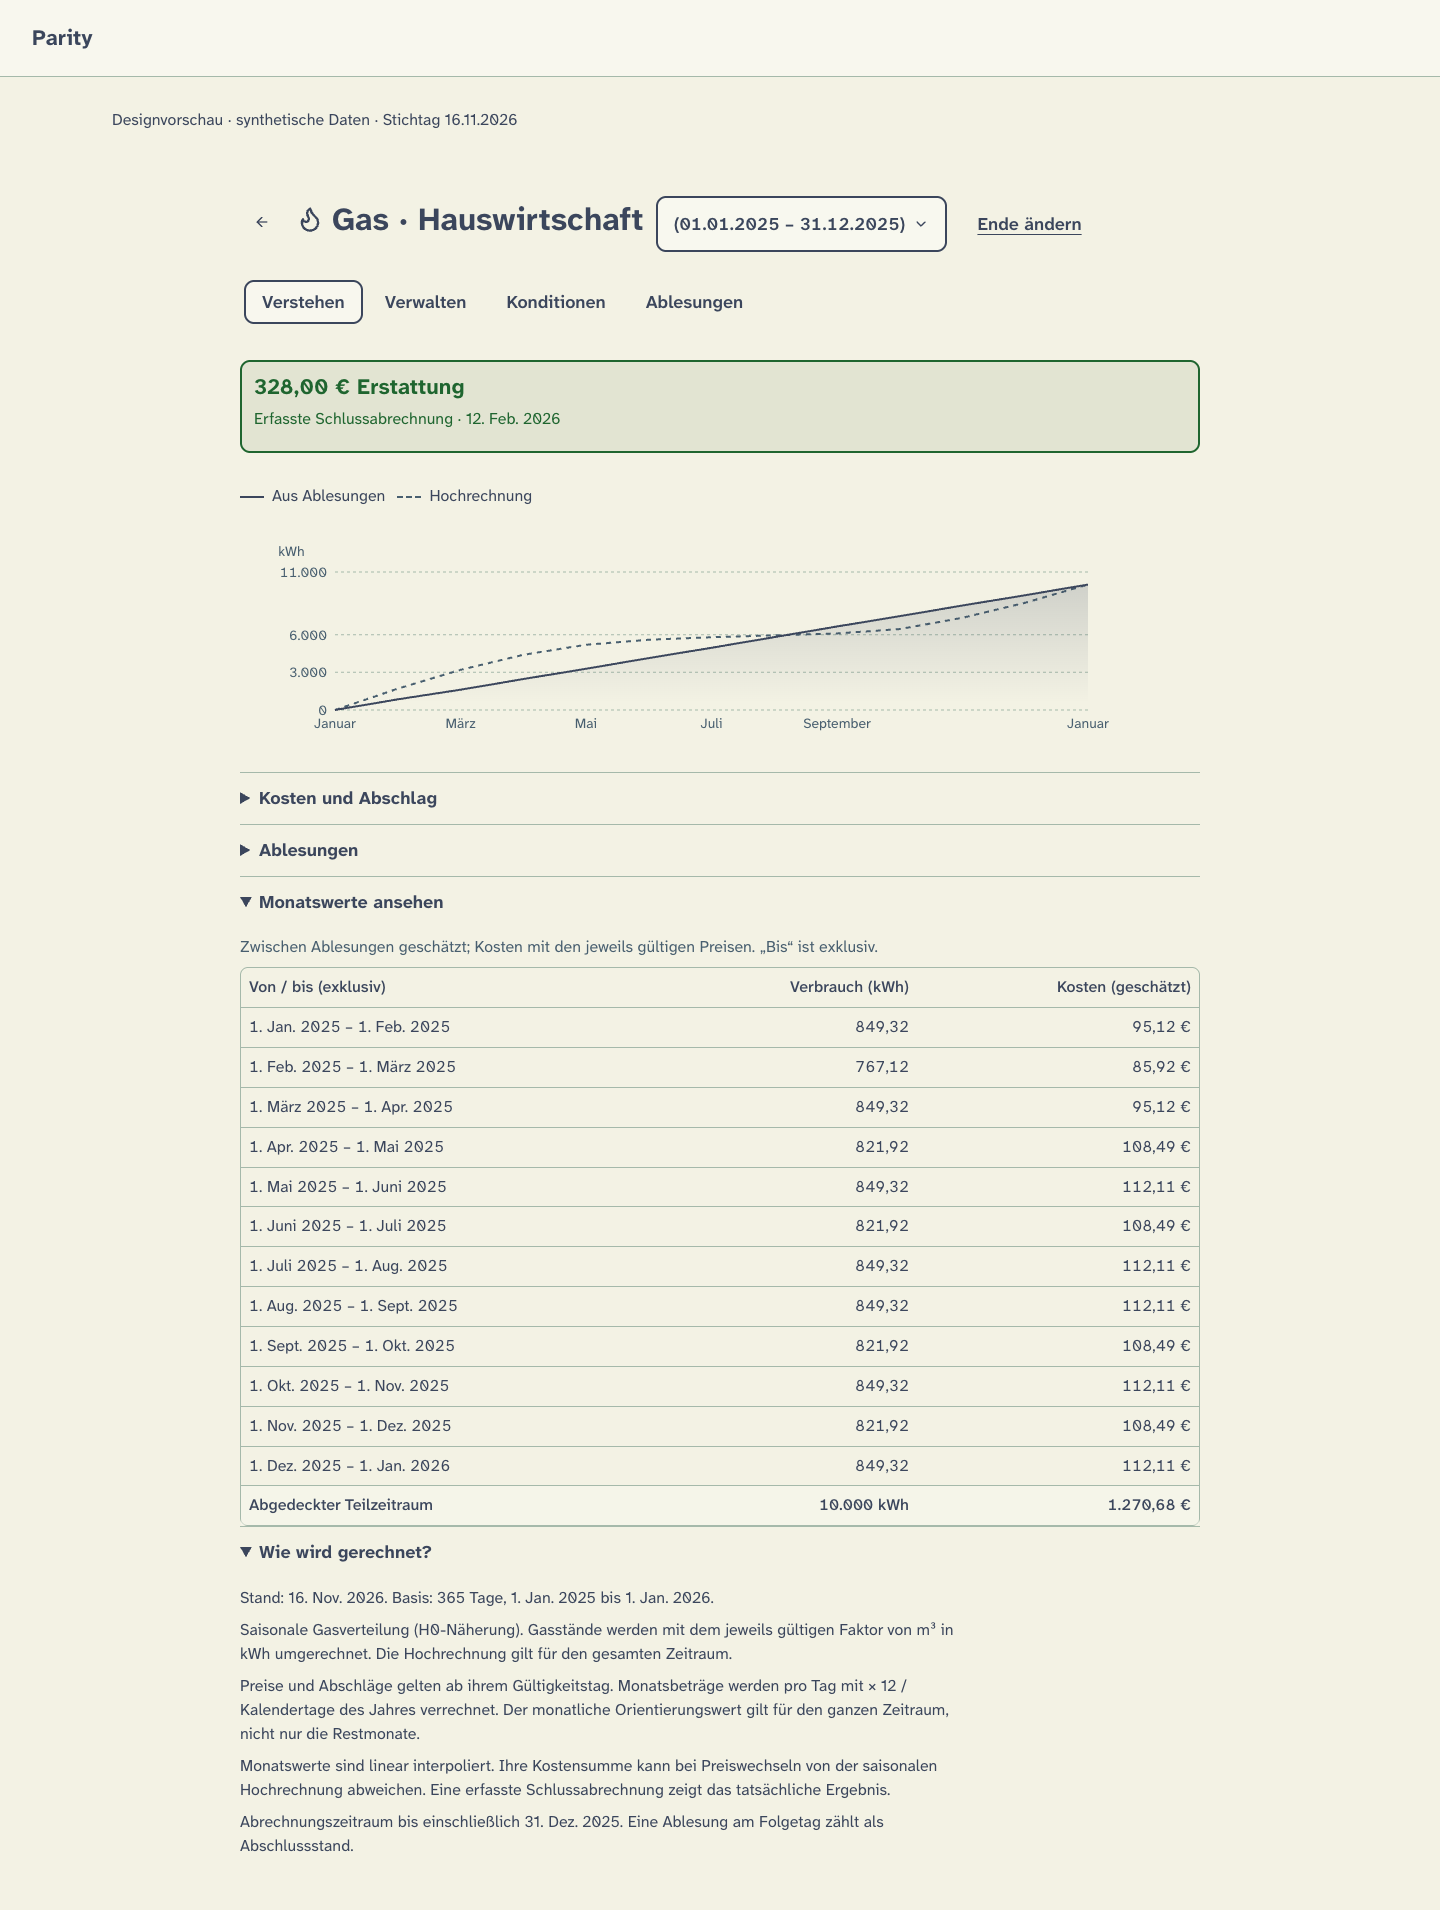 Parity
Designvorschau · synthetische Daten · Stichtag 16.11.2026
Gas · Hauswirtschaft (01.01.2025 – 31.12.2025) Ende ändern
Verstehen Verwalten Konditionen Ablesungen
328,00 € Erstattung
Erfasste Schlussabrechnung · 12. Feb. 2026
Aus Ablesungen Hochrechnung
kWh
11.000
6.000
3.000
0
Januar März Mai Juli September Januar
Kosten und Abschlag
Ablesungen
Monatswerte ansehen
Zwischen Ablesungen geschätzt; Kosten mit den jeweils gültigen Preisen. „Bis“ ist exklusiv.
Von / bis (exklusiv) Verbrauch (kWh) Kosten (geschätzt)
1. Jan. 2025 – 1. Feb. 2025 849,32 95,12 €
1. Feb. 2025 – 1. März 2025 767,12 85,92 €
1. März 2025 – 1. Apr. 2025 849,32 95,12 €
1. Apr. 2025 – 1. Mai 2025 821,92 108,49 €
1. Mai 2025 – 1. Juni 2025 849,32 112,11 €
1. Juni 2025 – 1. Juli 2025 821,92 108,49 €
1. Juli 2025 – 1. Aug. 2025 849,32 112,11 €
1. Aug. 2025 – 1. Sept. 2025 849,32 112,11 €
1. Sept. 2025 – 1. Okt. 2025 821,92 108,49 €
1. Okt. 2025 – 1. Nov. 2025 849,32 112,11 €
1. Nov. 2025 – 1. Dez. 2025 821,92 108,49 €
1. Dez. 2025 – 1. Jan. 2026 849,32 112,11 €
Abgedeckter Teilzeitraum 10.000 kWh 1.270,68 €
Wie wird gerechnet?
Stand: 16. Nov. 2026. Basis: 365 Tage, 1. Jan. 2025 bis 1. Jan. 2026.
Saisonale Gasverteilung (H0-Näherung). Gasstände werden mit dem jeweils gültigen Faktor von m³ in
kWh umgerechnet. Die Hochrechnung gilt für den gesamten Zeitraum.
Preise und Abschläge gelten ab ihrem Gültigkeitstag. Monatsbeträge werden pro Tag mit × 12 /
Kalendertage des Jahres verrechnet. Der monatliche Orientierungswert gilt für den ganzen Zeitraum,
nicht nur die Restmonate.
Monatswerte sind linear interpoliert. Ihre Kostensumme kann bei Preiswechseln von der saisonalen
Hochrechnung abweichen. Eine erfasste Schlussabrechnung zeigt das tatsächliche Ergebnis.
Abrechnungszeitraum bis einschließlich 31. Dez. 2025. Eine Ablesung am Folgetag zählt als
Abschlussstand.